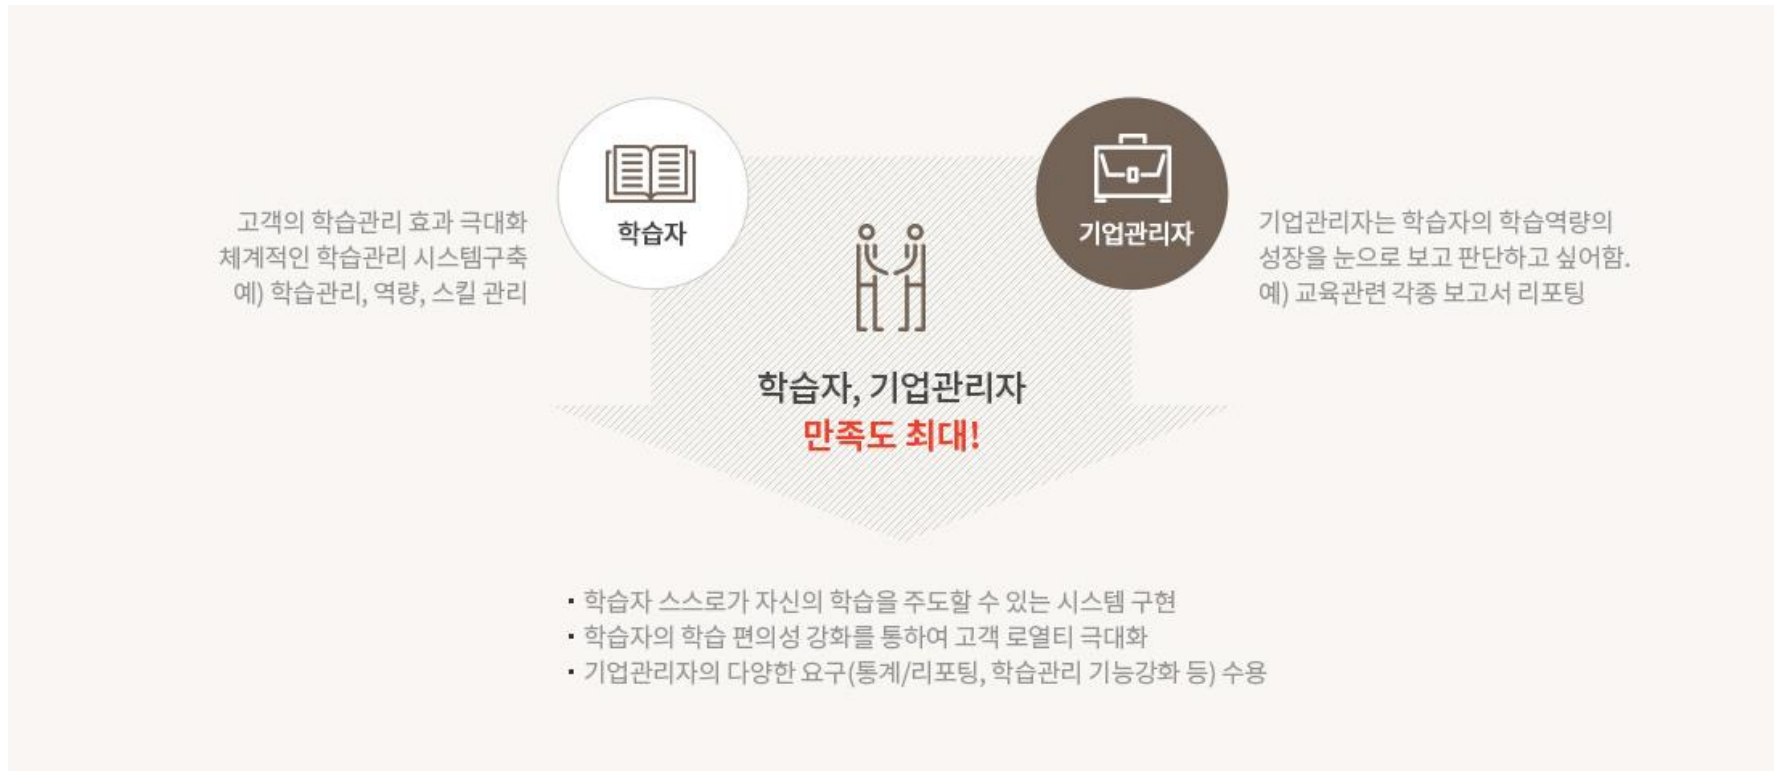 학습자
기업관리자
고객의 학습관리 효과 극대화
체계적인 학습관리 시스템구축
예) 학습관리, 역량, 스킬 관리
기업관리자는 학습자의 학습역량의
성장을 눈으로 보고 판단하고 싶어함.
예) 교육관련 각종 보고서 리포팅
학습자, 기업관리자
만족도 최대!
▪ 학습자 스스로가 자신의 학습을 주도할 수 있는 시스템 구현
▪ 학습자의 학습 편의성 강화를 통하여 고객 로열티 극대화
▪ 기업관리자의 다양한 요구(통계/리포팅, 학습관리 기능강화 등) 수용